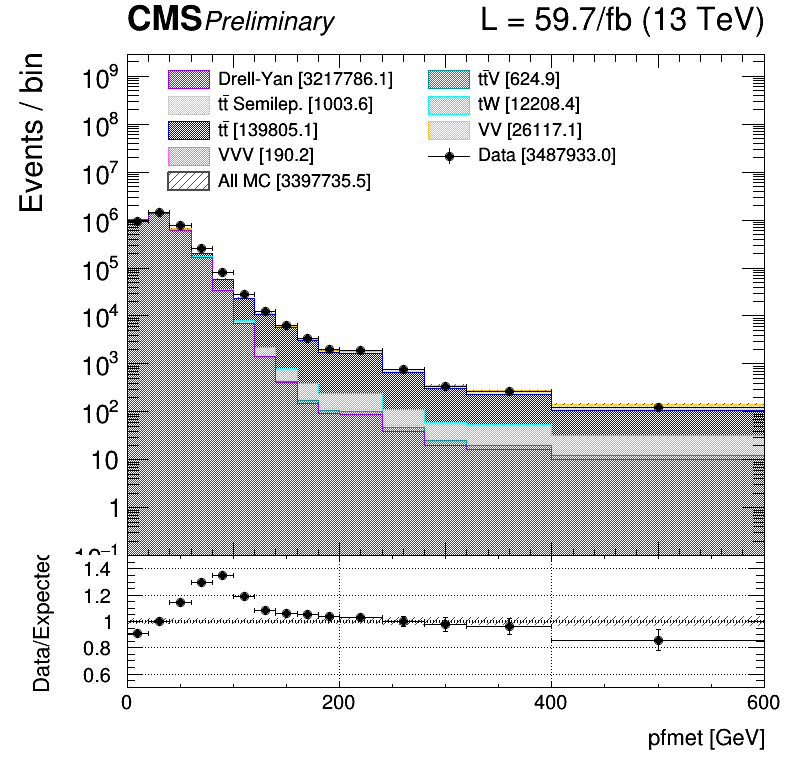 CMS Preliminary L = 59.7/fb (13 TeV)
Events / bin
10⁹
10⁸
10⁷
10⁶
10⁵
10⁴
10³
10²
10
1
10⁻¹
Drell-Yan [3217786.1]
tt̄ Semilep. [1003.6]
tt̄ [139805.1]
VVV [190.2]
All MC [3397735.5]
tt̄V [624.9]
tW [12208.4]
VV [26117.1]
Data [3487933.0]
Data/Expected
1.4
1.2
1
0.8
0.6
0 200 400 600
pfmet [GeV]